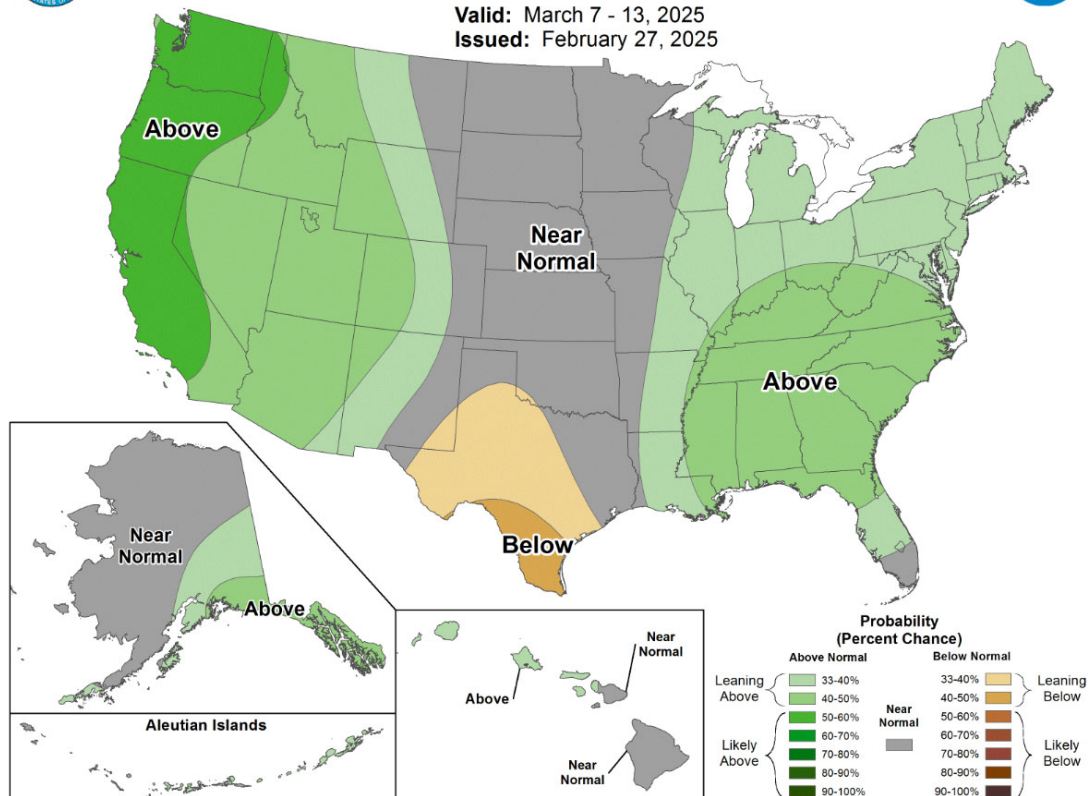 STATES OF
Valid: March 7 - 13, 2025
Issued: February 27, 2025
Above
Near
Normal
Above
Below
Near
Normal
Above
Aleutian Islands
Near
Normal
Above
Near
Normal
Probability
(Percent Chance)
Above Normal
Below Normal
Leaning
Above
33-40%
40-50%
Likely
Above
50-60%
60-70%
70-80%
80-90%
90-100%
Near
Normal
33-40%
40-50%
Leaning
Below
50-60%
60-70%
70-80%
80-90%
90-100%
Likely
Below